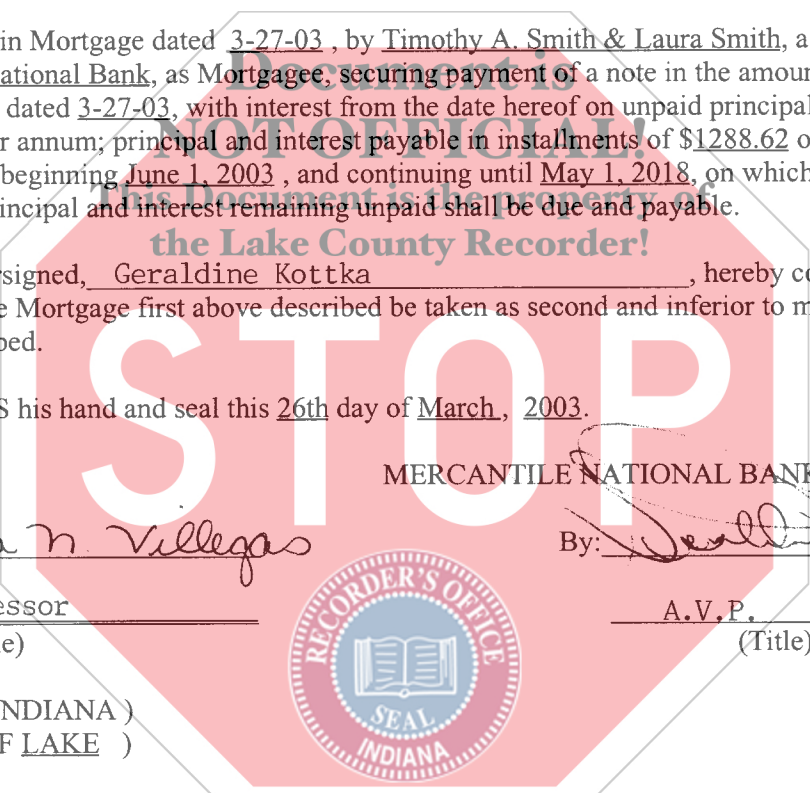 in Mortgage dated 3-27-03 , by Timothy A. Smith & Laura Smith, a
ational Bank, as Mortgagee, securing payment of a note in the amoun
Document is
dated 3-27-03, with interest from the date hereof on unpaid principal
r annum; principal and interest payable in installments of $1288.62 o
NOT OFFICIAL!
beginning June 1, 2003 , and continuing until May 1, 2018, on which
This Document is the property of
incipal and interest remaining unpaid shall be due and payable.
the Lake County Recorder!
rsigned, Geraldine Kottka , hereby co
e Mortgage first above described be taken as second and inferior to m
bed.
STOP
S his hand and seal this 26th day of March , 2003.
MERCANTILE NATIONAL BANK
a N. Villegas
By:
essor
A.V.P.
le)
(Title)
RECORDER'S OFFICE
SEAL
INDIANA
NDIANA )
F LAKE )